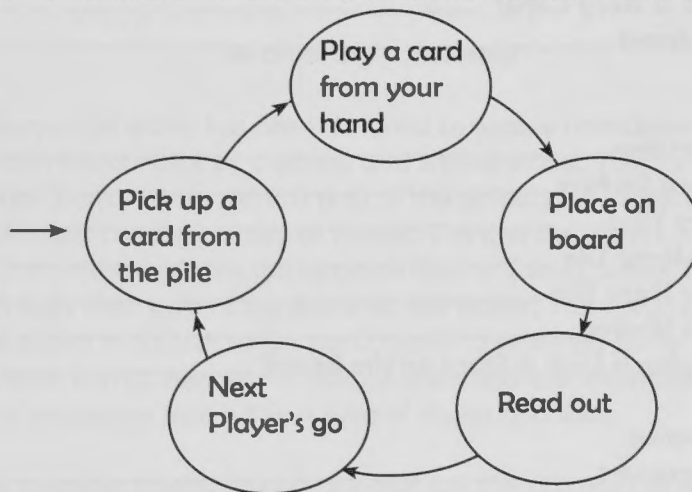 Play a card
from your
hand
Pick up a
card from
the pile
Place on
board
Read out
Next
Player's go